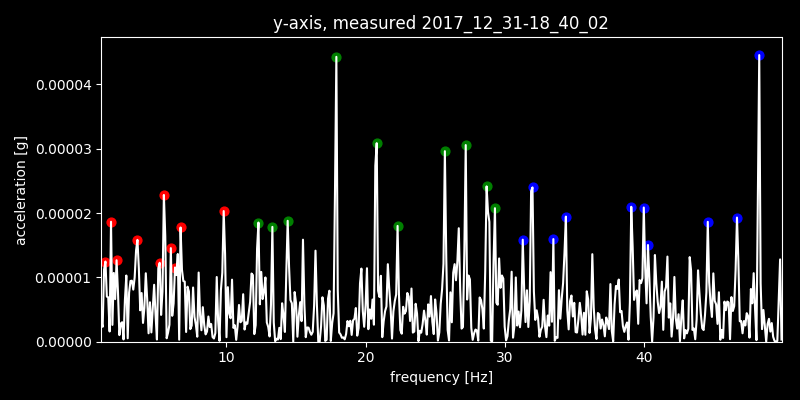 y-axis, measured 2017_12_31-18_40_02
0.00004
0.00003
0.00002
0.00001
0.00000
acceleration [g]
10 20 30 40
frequency [Hz]